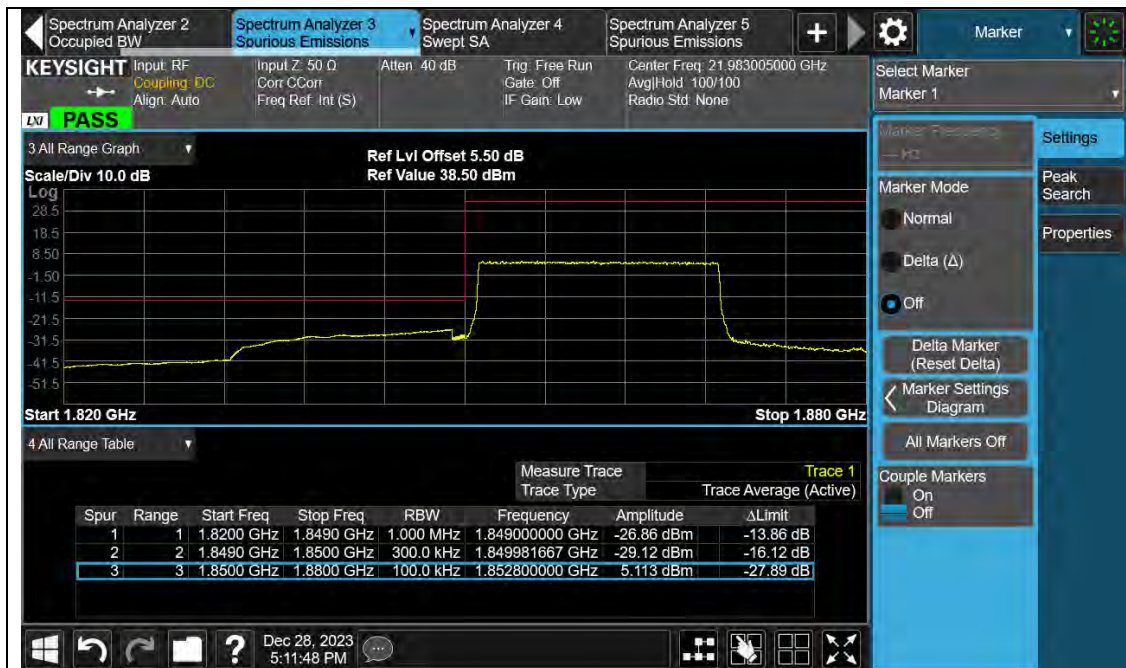 Spectrum Analyzer 2
Occupied BW
Spectrum Analyzer 3
Spurious Emissions
Spectrum Analyzer 4
Swept SA
Spectrum Analyzer 5
Spurious Emissions
+
Marker
KEYSIGHT
Input: RF
Coupling: DC
Align: Auto
Input Z: 50 Ω
Corr CCorr
Freq Ref: Int (S)
Atten: 40 dB
Trig: Free Run
Gate: Off
IF Gain: Low
Center Freq: 21.983005000 GHz
Avg|Hold: 100/100
Radio Std: None
Select Marker
Marker 1
LXI PASS
3 All Range Graph
Ref Lvl Offset 5.50 dB
Scale/Div 10.0 dB
Ref Value 38.50 dBm
Log
28.5
18.5
8.50
-1.50
-11.5
-21.5
-31.5
-41.5
-51.5
Start 1.820 GHz
Stop 1.880 GHz
Marker Frequency
--- Hz
Marker Mode
Normal
Delta (Δ)
Off
Delta Marker
(Reset Delta)
Marker Settings
Diagram
All Markers Off
Couple Markers
On
Off
Settings
Peak
Search
Properties
4 All Range Table
Measure Trace Trace 1
Trace Type Trace Average (Active)
Spur Range Start Freq Stop Freq RBW Frequency Amplitude ΔLimit
1 1 1.8200 GHz 1.8490 GHz 1.000 MHz 1.849000000 GHz -26.86 dBm -13.86 dB
2 2 1.8490 GHz 1.8500 GHz 300.0 kHz 1.849981667 GHz -29.12 dBm -16.12 dB
3 3 1.8500 GHz 1.8800 GHz 100.0 kHz 1.852800000 GHz 5.113 dBm -27.89 dB
?
Dec 28, 2023
5:11:48 PM